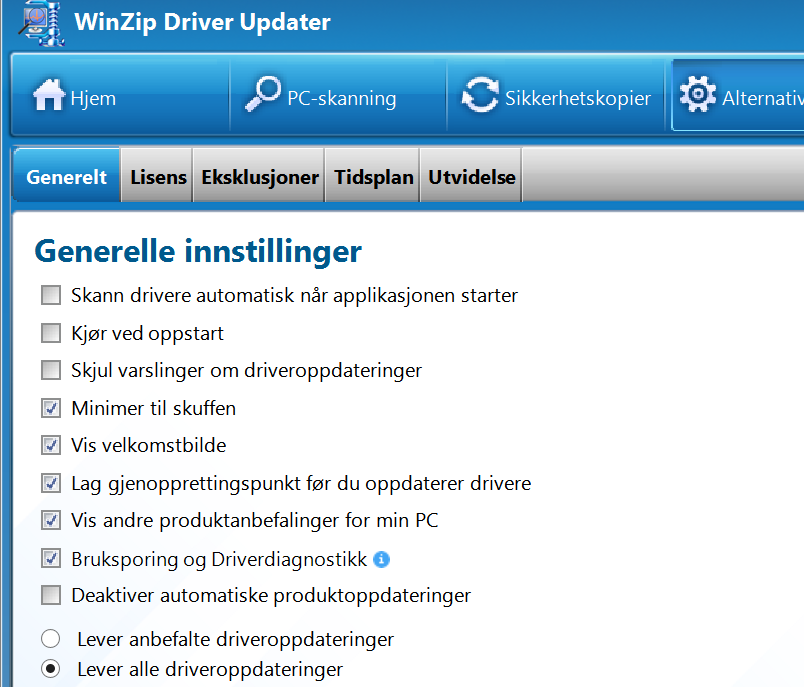 WinZip Driver Updater
Hjem PC-skanning Sikkerhetskopier
Generelt Lisens Eksklusjoner Tidsplan Utvidelse
Generelle innstillinger
Skann drivere automatisk når applikasjonen starter
Kjør ved oppstart
Skjul varslinger om driveroppdateringer
Minimer til skuffen
Vis velkomstbilde
Lag gjenopprettingspunkt før du oppdaterer drivere
Vis andre produktanbefalinger for min PC
Bruksporing og Driverdiagnostikk
Deaktiver automatiske produktoppdateringer
Lever anbefalte driveroppdateringer
Lever alle driveroppdateringer